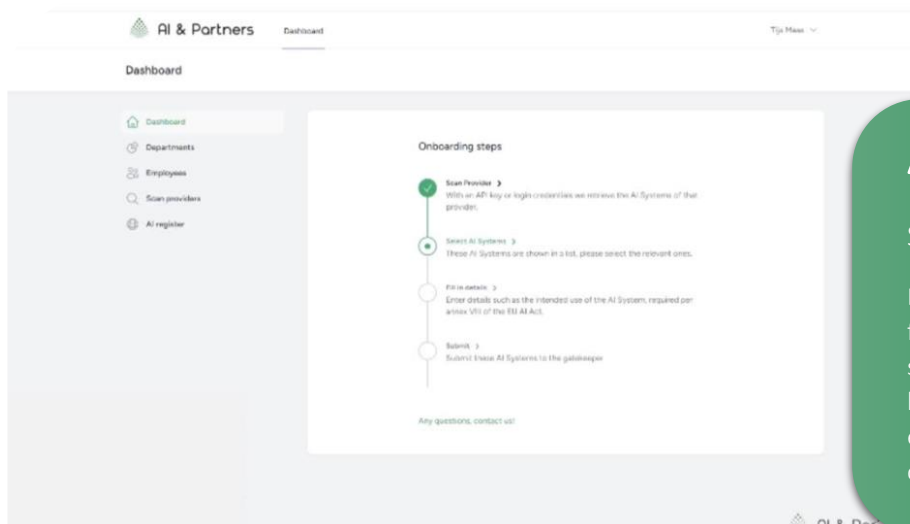 AI & Partners
Dashboard
Tijs Maas
Dashboard
Dashboard
Departments
Employees
Scan providers
AI register
Onboarding steps
Scan Provider >
With an API key or login credentials we retrieve the AI Systems of that
provider.
Select AI Systems >
These AI Systems are shown in a list, please select the relevant ones.
Fill in details >
Enter details such as the intended use of the AI System, required per
annex VIII of the EU AI Act.
Submit >
Submit these AI Systems to the gatekeeper
Any questions, contact us!
AI &